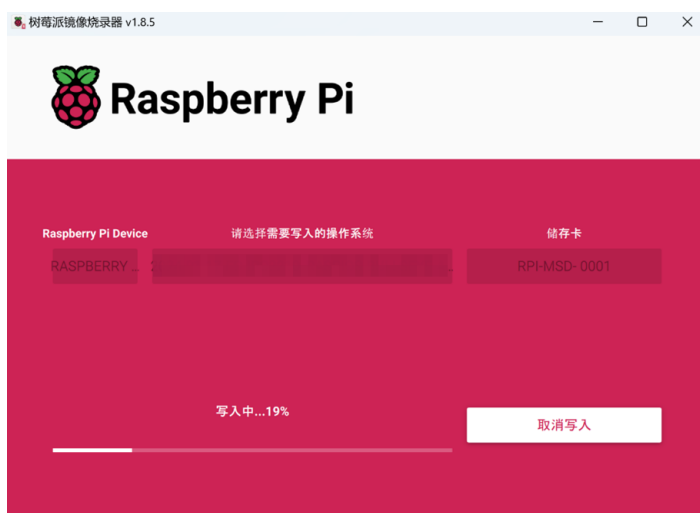 树莓派镜像烧录器 v1.8.5
Raspberry Pi
Raspberry Pi Device
请选择需要写入的操作系统
储存卡
RASPBERRY ...
RPI-MSD- 0001
写入中...19%
取消写入